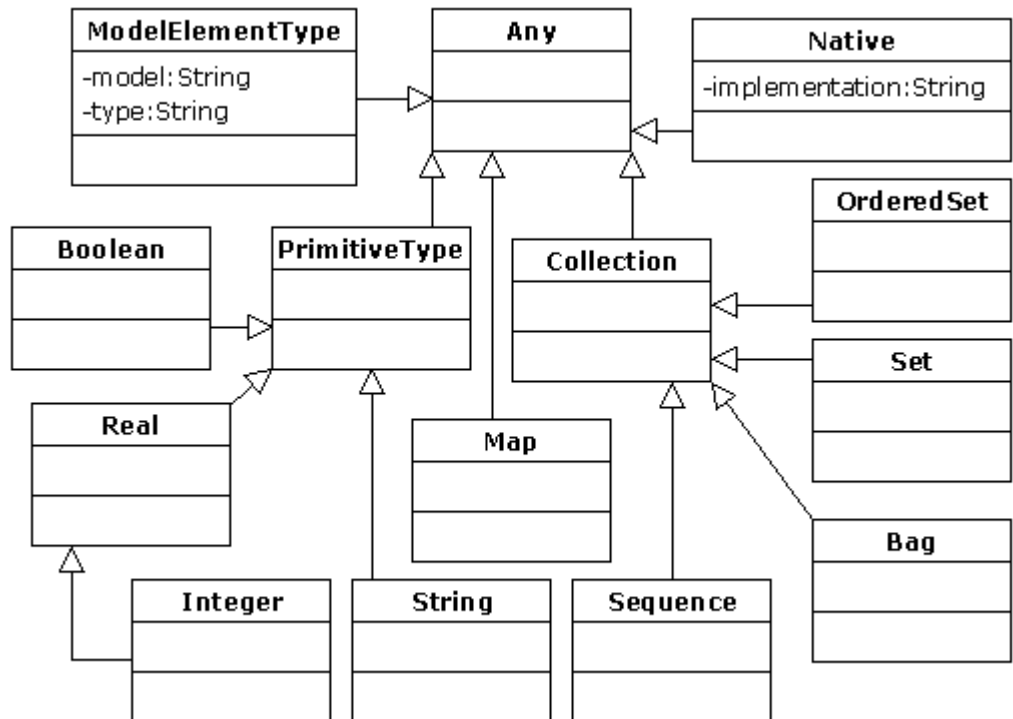 ModelElementType
-model:String
-type:String
Any
Native
-implementation:String
Boolean
PrimitiveType
Collection
OrderedSet
Set
Real
Map
Bag
Integer
String
Sequence